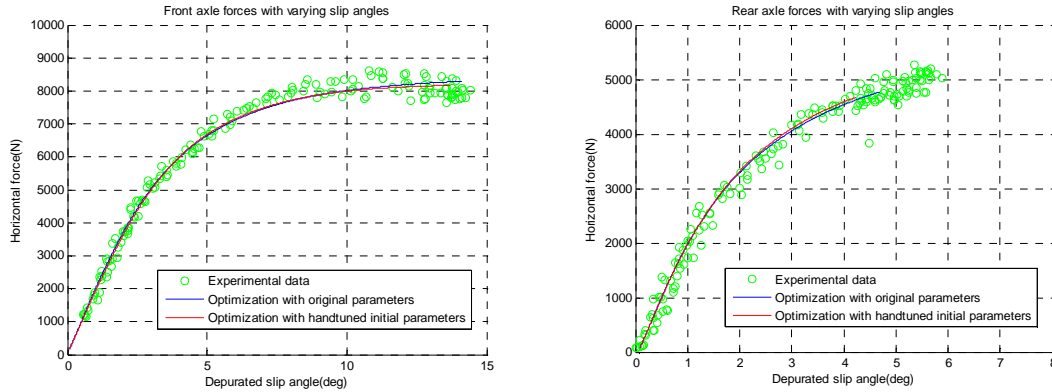 Front axle forces with varying slip angles
10000
9000
8000
7000
6000
5000
4000
3000
2000
1000
0
Horizontal force(N)
Experimental data
Optimization with original parameters
Optimization with handtuned initial parameters
0 5 10 15
Depurated slip angle(deg)
Rear axle forces with varying slip angles
6000
5000
4000
3000
2000
1000
0
Horizontal force(N)
Experimental data
Optimization with original parameters
Optimization with handtuned initial parameters
0 1 2 3 4 5 6 7 8
Depurated slip angle(deg)